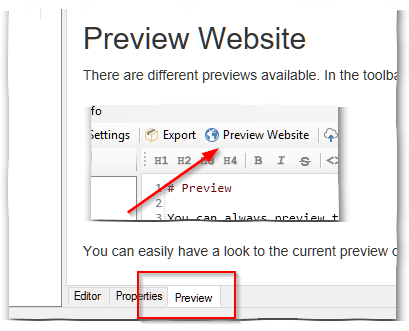 Preview Website
There are different previews available. In the toolba
fo
Settings Export Preview Website
H1 H2 H3 H4 B I S <>
1 # Preview
2
3 You can always preview t
You can easily have a look to the current preview
Editor Properties Preview